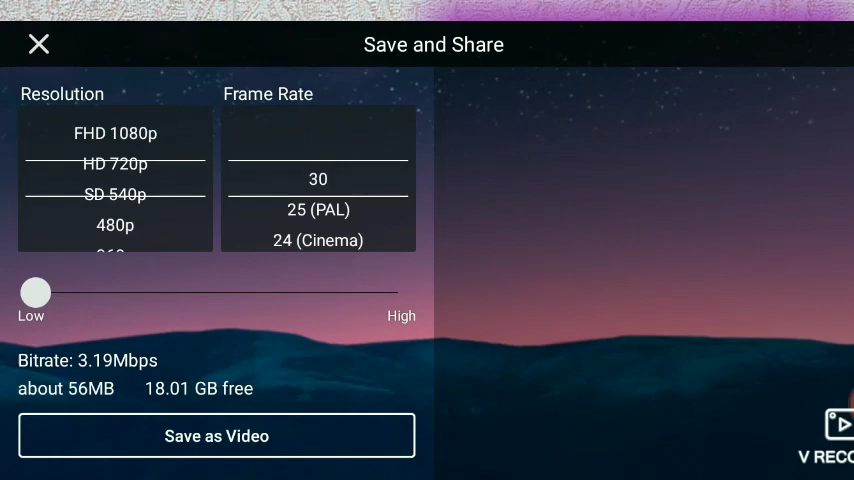 Save and Share
Resolution
Frame Rate
FHD 1080p
HD 720p
SD 540p
480p
30
25 (PAL)
24 (Cinema)
Low
High
Bitrate: 3.19Mbps
about 56MB 18.01 GB free
Save as Video